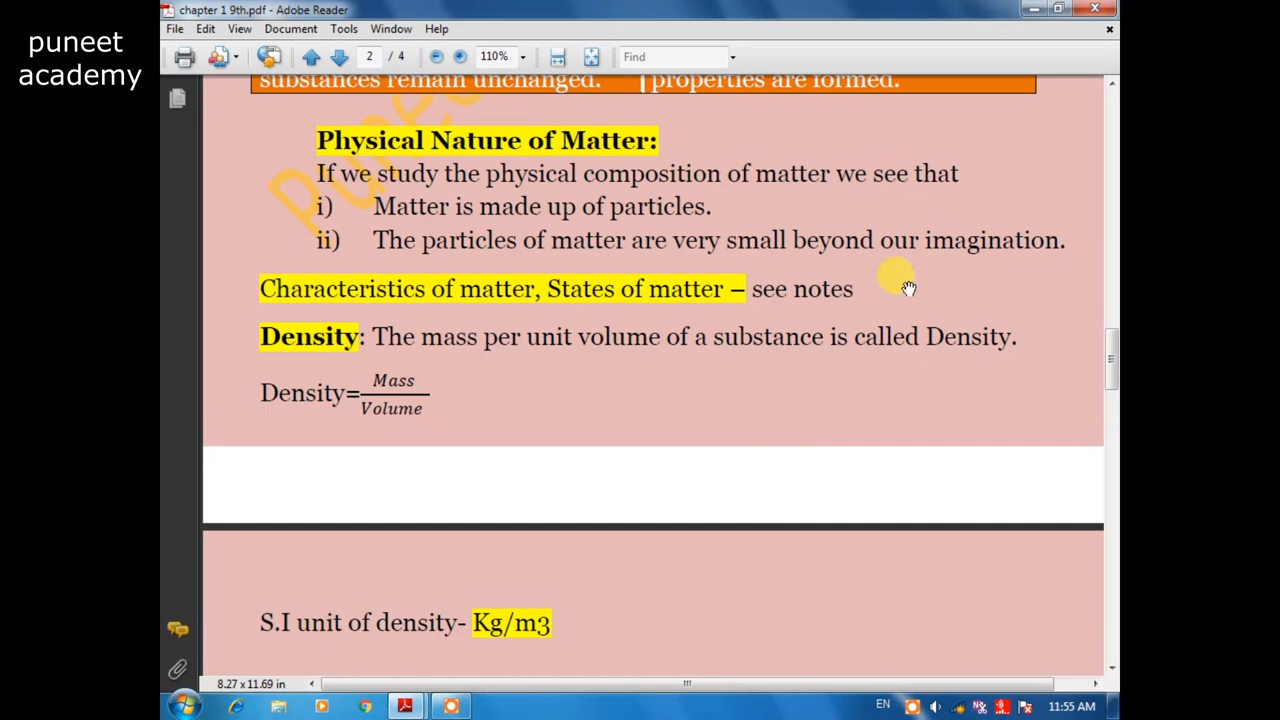 puneet
academy
chapter 1 9th.pdf - Adobe Reader
File Edit View Document Tools Window Help
2 / 4 110% Find
substances remain unchanged. properties are formed.
Physical Nature of Matter:
If we study the physical composition of matter we see that
i) Matter is made up of particles.
ii) The particles of matter are very small beyond our imagination.
Characteristics of matter, States of matter – see notes
Density: The mass per unit volume of a substance is called Density.
Density=Mass/Volume
S.I unit of density- Kg/m3
8.27 x 11.69 in
EN 11:55 AM